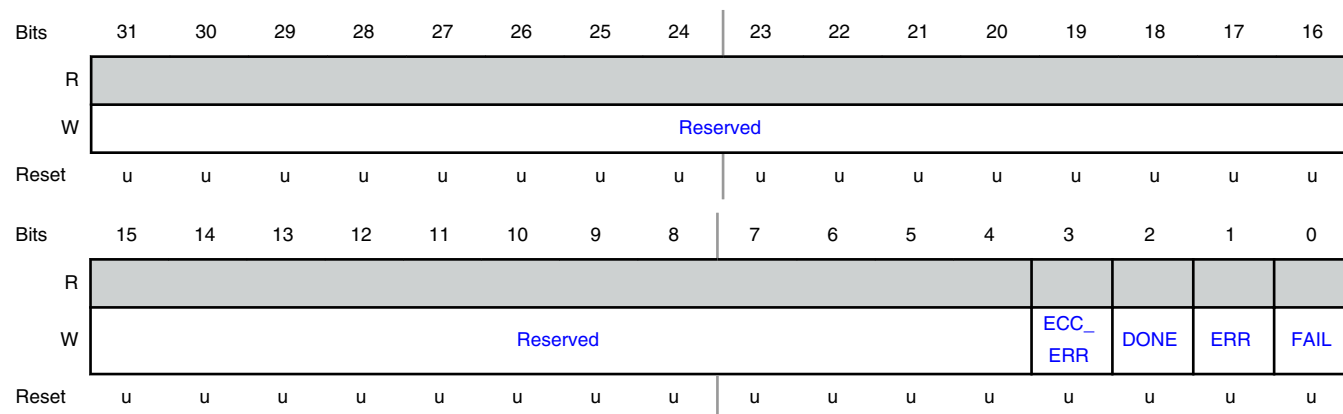 Bits 31 30 29 28 27 26 25 24 23 22 21 20 19 18 17 16
R
W Reserved
Reset u u u u u u u u u u u u u u u u
Bits 15 14 13 12 11 10 9 8 7 6 5 4 3 2 1 0
R
W Reserved ECC_ DONE ERR FAIL
ERR
Reset u u u u u u u u u u u u u u u u